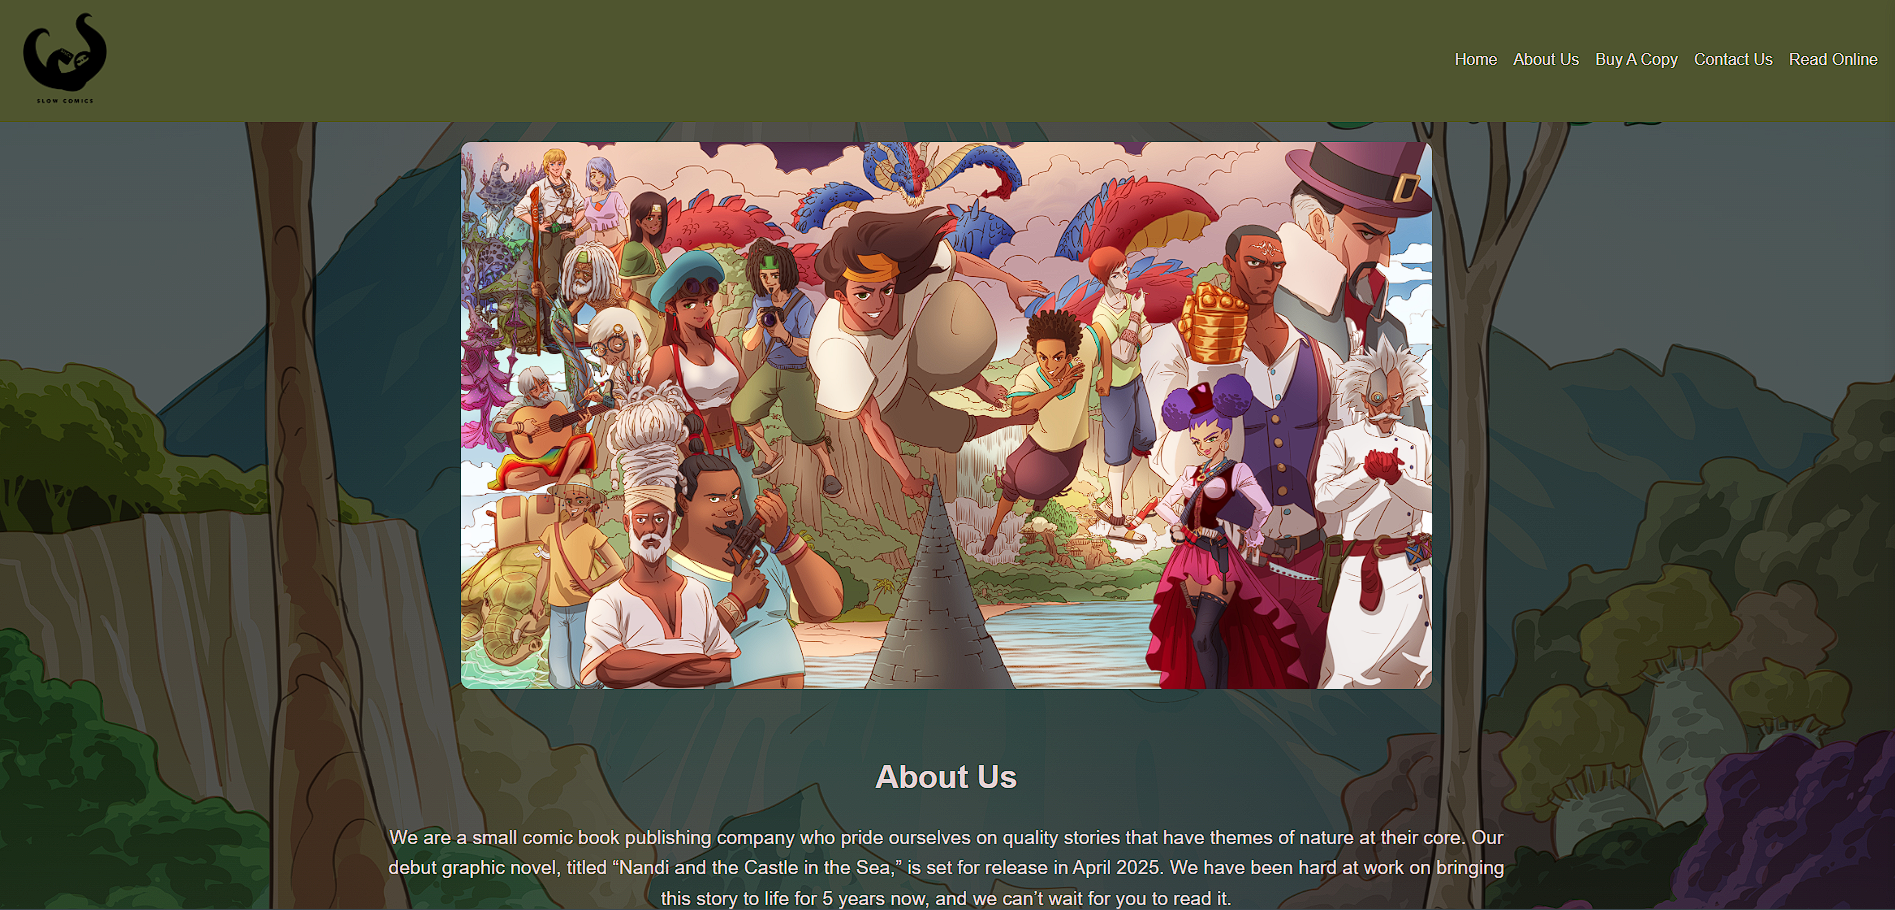 SLOW COMICS
Home About Us Buy A Copy Contact Us Read Online
About Us
We are a small comic book publishing company who pride ourselves on quality stories that have themes of nature at their core. Our
debut graphic novel, titled “Nandi and the Castle in the Sea,” is set for release in April 2025. We have been hard at work on bringing
this story to life for 5 years now, and we can’t wait for you to read it.